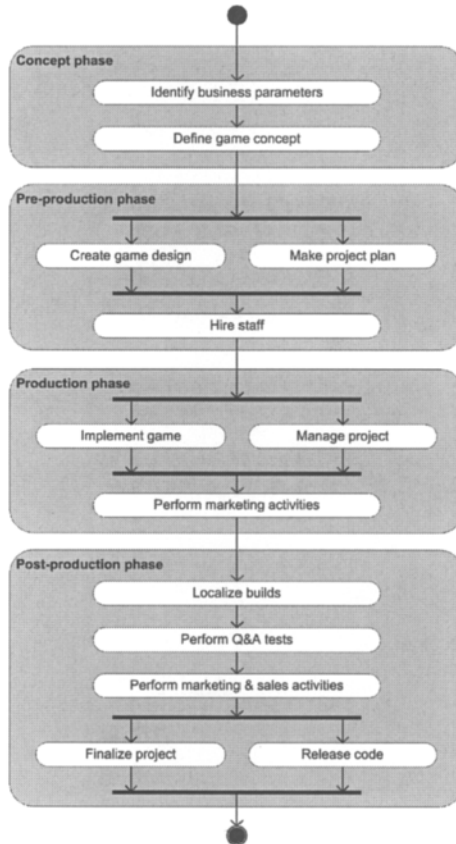 Concept phase
Identify business parameters
Define game concept
Pre-production phase
Create game design
Make project plan
Hire staff
Production phase
Implement game
Manage project
Perform marketing activities
Post-production phase
Localize builds
Perform Q&A tests
Perform marketing & sales activities
Finalize project
Release code